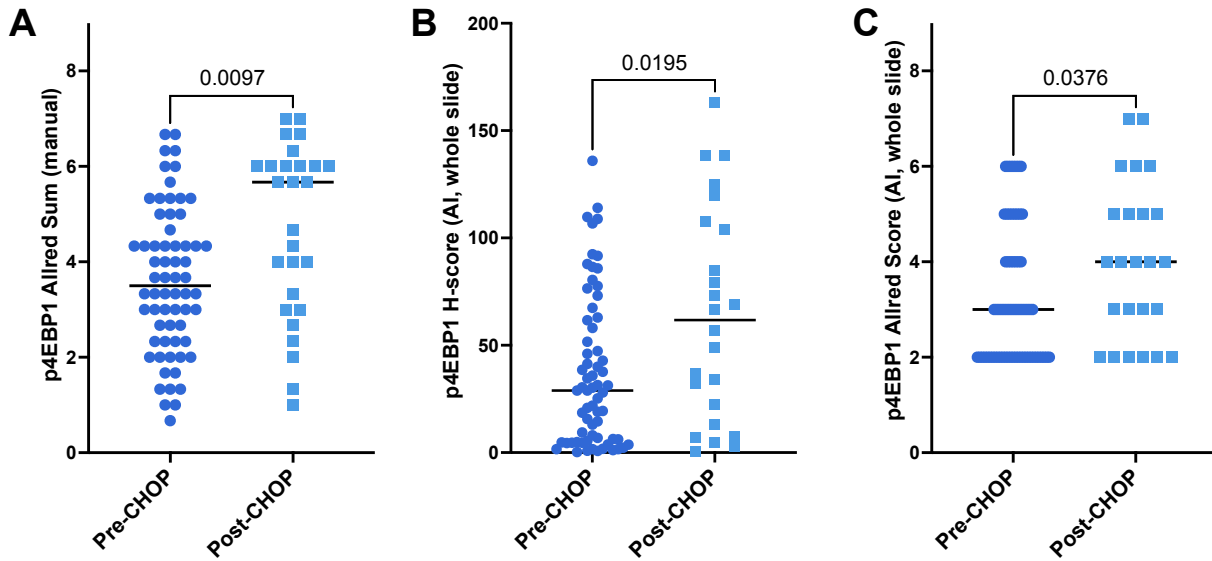 A
p4EBP1 Allred Sum (manual)
8
6
4
2
0
0.0097
Pre-CHOP
Post-CHOP
B
p4EBP1 H-score (AI, whole slide)
200
150
100
50
0
0.0195
Pre-CHOP
Post-CHOP
C
p4EBP1 Allred Score (AI, whole slide)
8
6
4
2
0
0.0376
Pre-CHOP
Post-CHOP